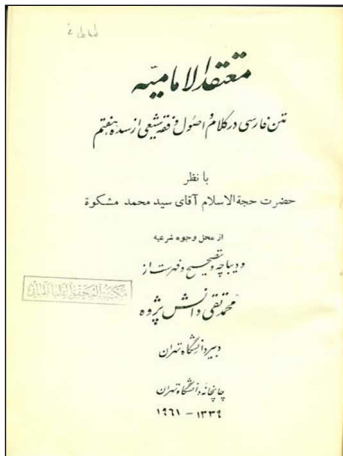 معتقد الامامیه
متن فارسی در کلام و اصول و فقه شیعی از سده هفتم
با نظر
حضرت حجة الاسلام آقای سید محمد مشکوة
از محل وجوه شرعیه
و دیباچه و تصحیح و فهرست از
محمد تقی دانش پژوه
دبیر دانشگاه تهران
چاپخانه دانشگاه تهران
۱۳۳۹ - ۱۹۶۱